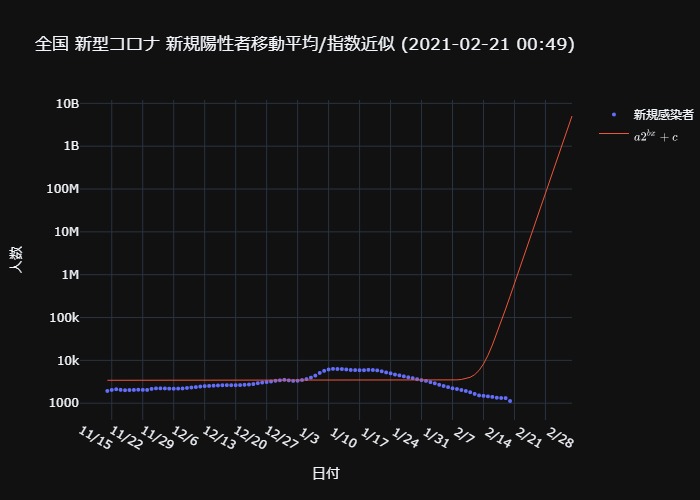 全国 新型コロナ 新規陽性者移動平均/指数近似 (2021-02-21 00:49)
新規感染者
a2^{bx} + c
10B
1B
100M
10M
1M
100k
10k
1000
人数
11/15
11/22
11/29
12/6
12/13
12/20
12/27
1/3
1/10
1/17
1/24
1/31
2/7
2/14
2/21
2/28
日付